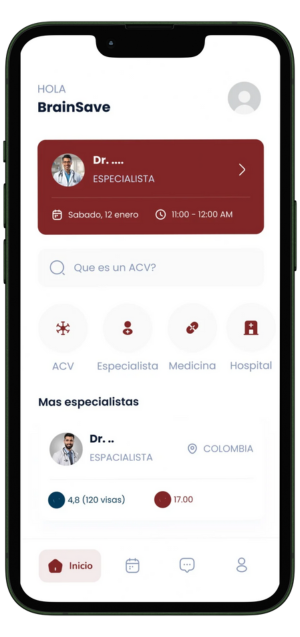 HOLA
BrainSave
Dr. ....
ESPECIALISTA
Sabado, 12 enero 11:00 - 12:00 AM
Que es un ACV?
ACV Especialista Medicina Hospital
Mas especialistas
Dr. ..
ESPACIALISTA
COLOMBIA
4,8 (120 visas) 17.00
Inicio